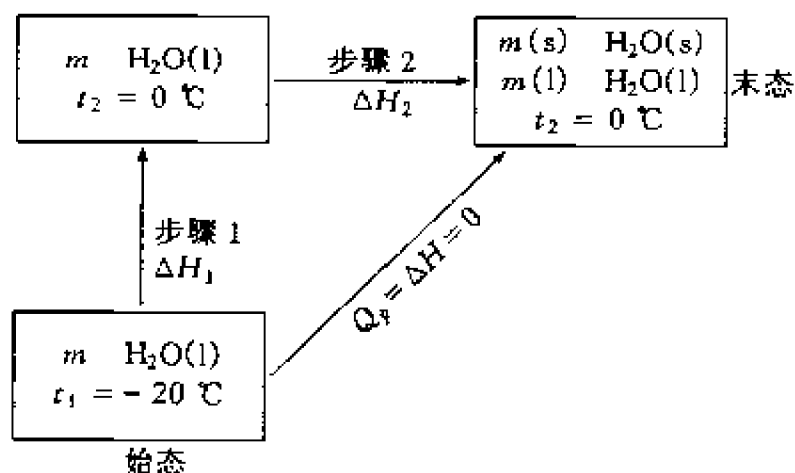 m H₂O(l)
t₂ = 0 ℃
步骤 2
ΔH₂
m(s) H₂O(s)
m(l) H₂O(l)
t₂ = 0 ℃
末态
步骤 1
ΔH₁
Qₚ = ΔH = 0
m H₂O(l)
t₁ = - 20 ℃
始态